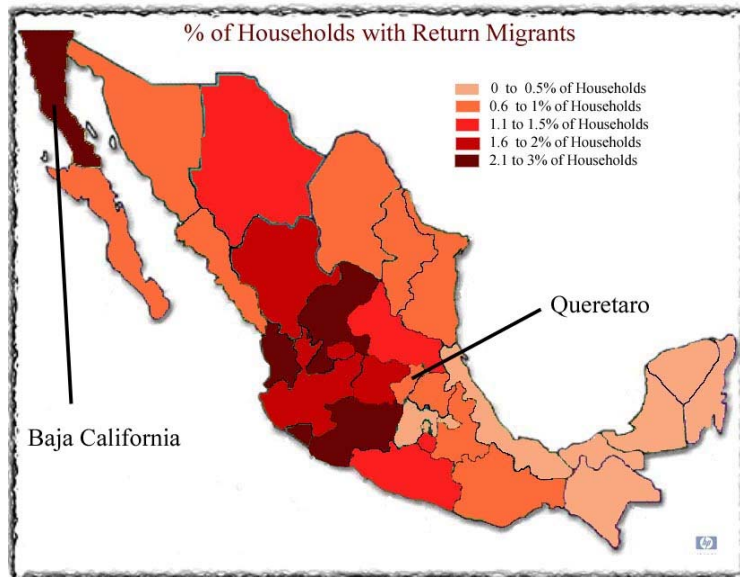 % of Households with Return Migrants
0 to 0.5% of Households
0.6 to 1% of Households
1.1 to 1.5% of Households
1.6 to 2% of Households
2.1 to 3% of Households
Queretaro
Baja California
hp